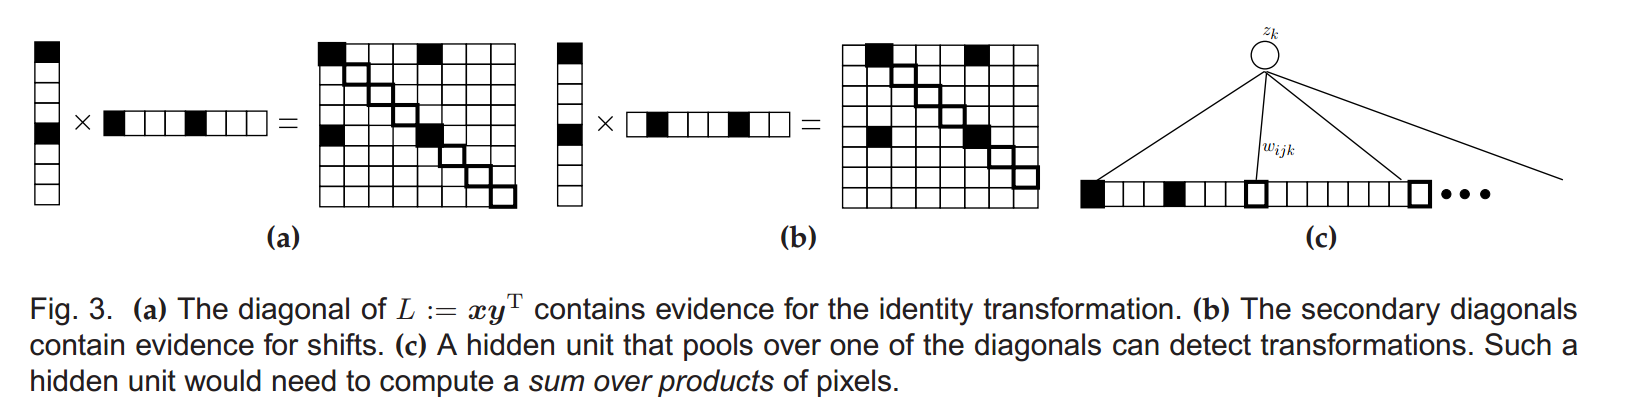 z_k
× =
× =
w_{ijk}
(a) (b) (c)
Fig. 3. (a) The diagonal of L := xy^T contains evidence for the identity transformation. (b) The secondary diagonals
contain evidence for shifts. (c) A hidden unit that pools over one of the diagonals can detect transformations. Such a
hidden unit would need to compute a sum over products of pixels.